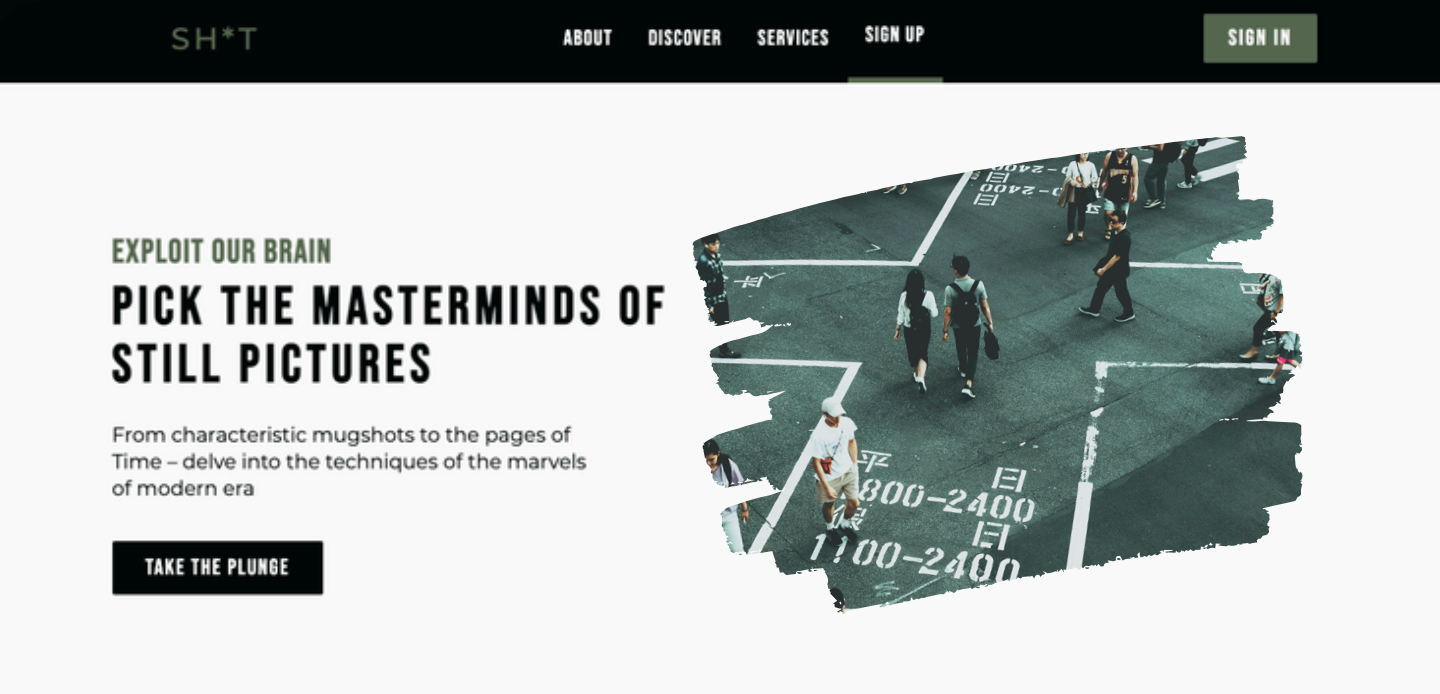 SH*T
ABOUT
DISCOVER
SERVICES
SIGN UP
SIGN IN
EXPLOIT OUR BRAIN
PICK THE MASTERMINDS OF
STILL PICTURES
From characteristic mugshots to the pages of
Time – delve into the techniques of the marvels
of modern era
TAKE THE PLUNGE
平 日
800-2400
日
1100-2400